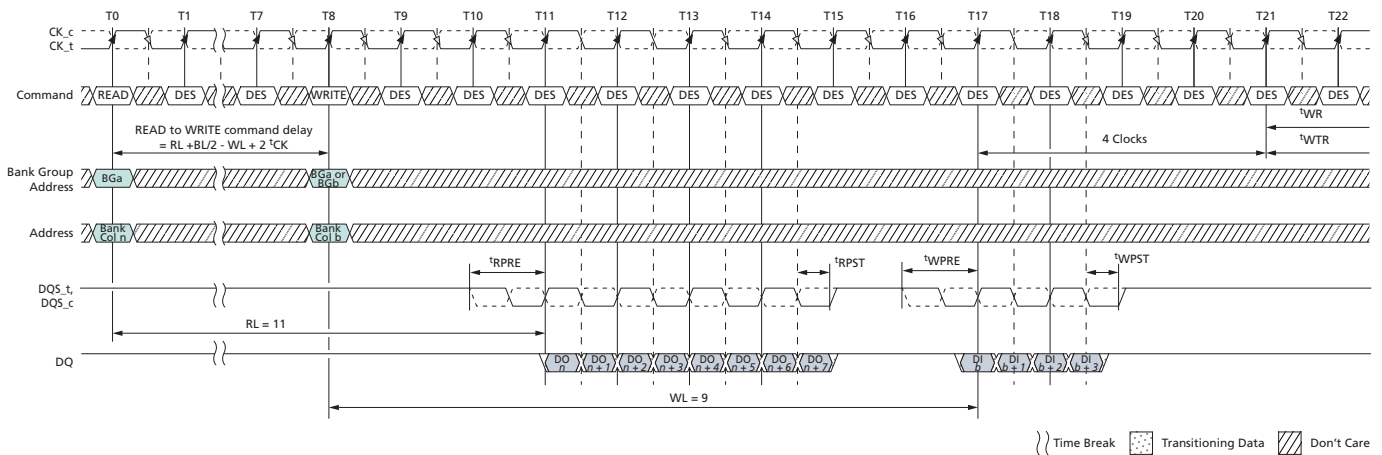 T0 T1 T7 T8 T9 T10 T11 T12 T13 T14 T15 T16 T17 T18 T19 T20 T21 T22
CK_c
CK_t
Command READ DES DES WRITE DES DES DES DES DES DES DES DES DES DES DES DES DES DES
READ to WRITE command delay
= RL +BL/2 - WL + 2 tCK
4 Clocks
tWR
tWTR
Bank Group
Address
BGa
BGa or
BGb
Address
Bank
Col n
Bank
Col b
tRPRE tRPST tWPRE tWPST
DQS_t,
DQS_c
RL = 11
DQ
DO
n
DO
n + 1
DO
n + 2
DO
n + 3
DO
n + 4
DO
n + 5
DO
n + 6
DO
n + 7
DI
b
DI
b + 1
DI
b + 2
DI
b + 3
WL = 9
Time Break Transitioning Data Don't Care